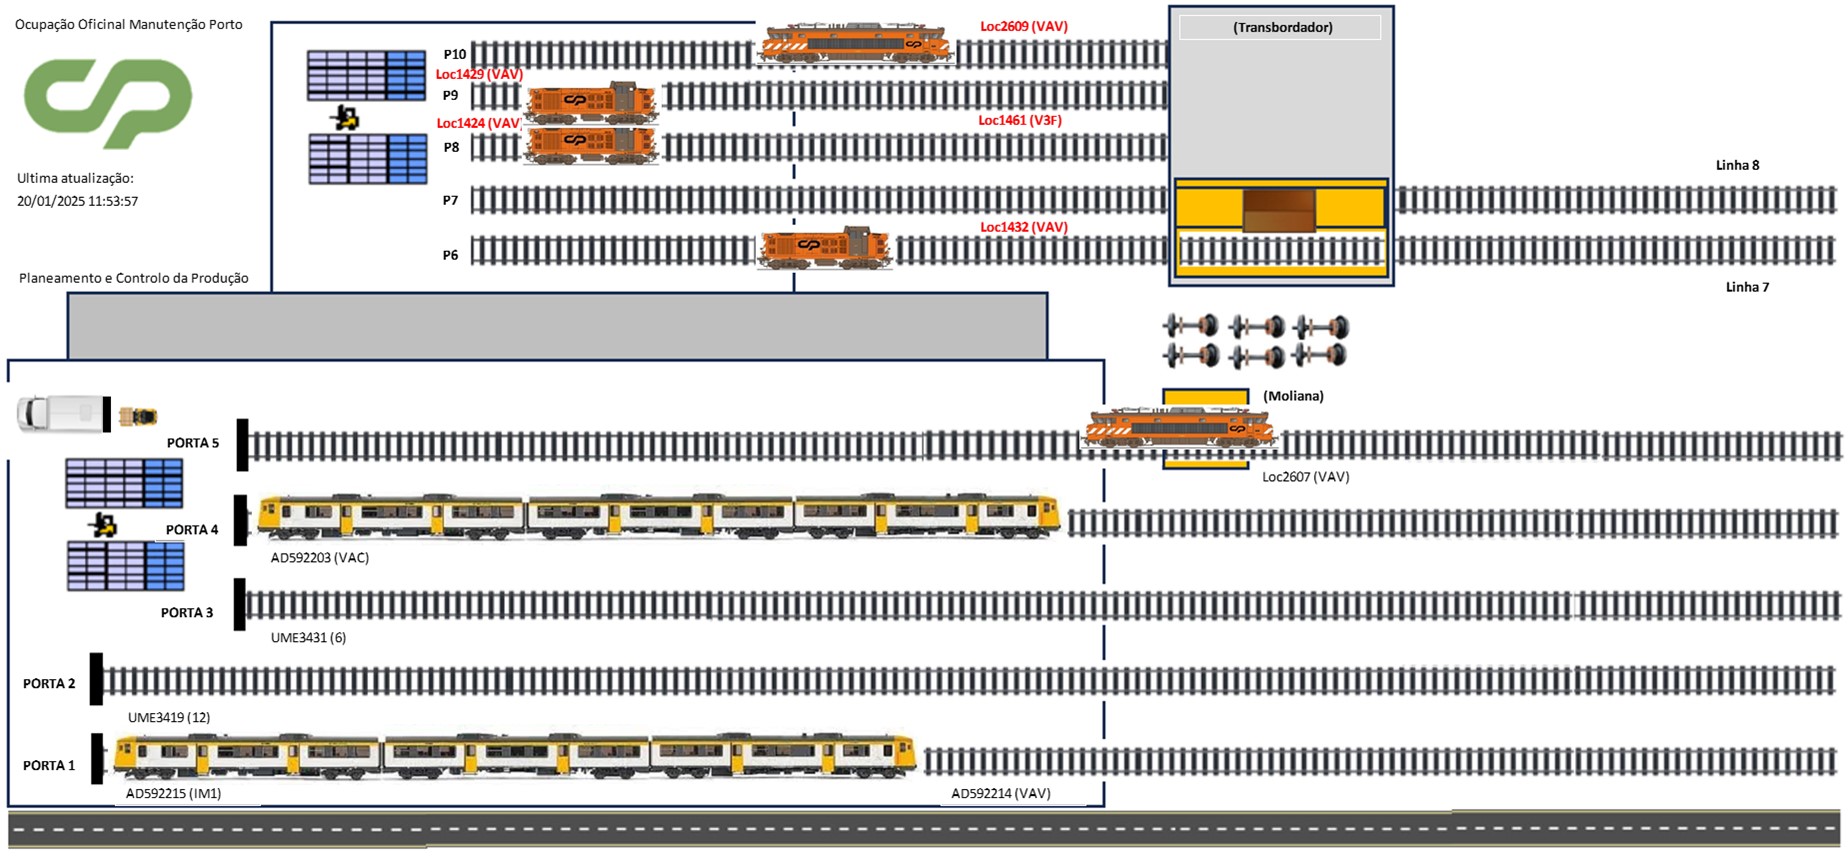 Ocupação Oficinal Manutenção Porto
Loc2609 (VAV)
(Transbordador)
P10
Loc1429 (VAV)
P9
Loc1424 (VAV)
Loc1461 (V3F)
P8
Linha 8
Ultima atualização:
20/01/2025 11:53:57
P7
Loc1432 (VAV)
P6
Planeamento e Controlo da Produção
Linha 7
(Moliana)
PORTA 5
Loc2607 (VAV)
PORTA 4
AD592203 (VAC)
PORTA 3
UME3431 (6)
PORTA 2
UME3419 (12)
PORTA 1
AD592215 (IM1)
AD592214 (VAV)